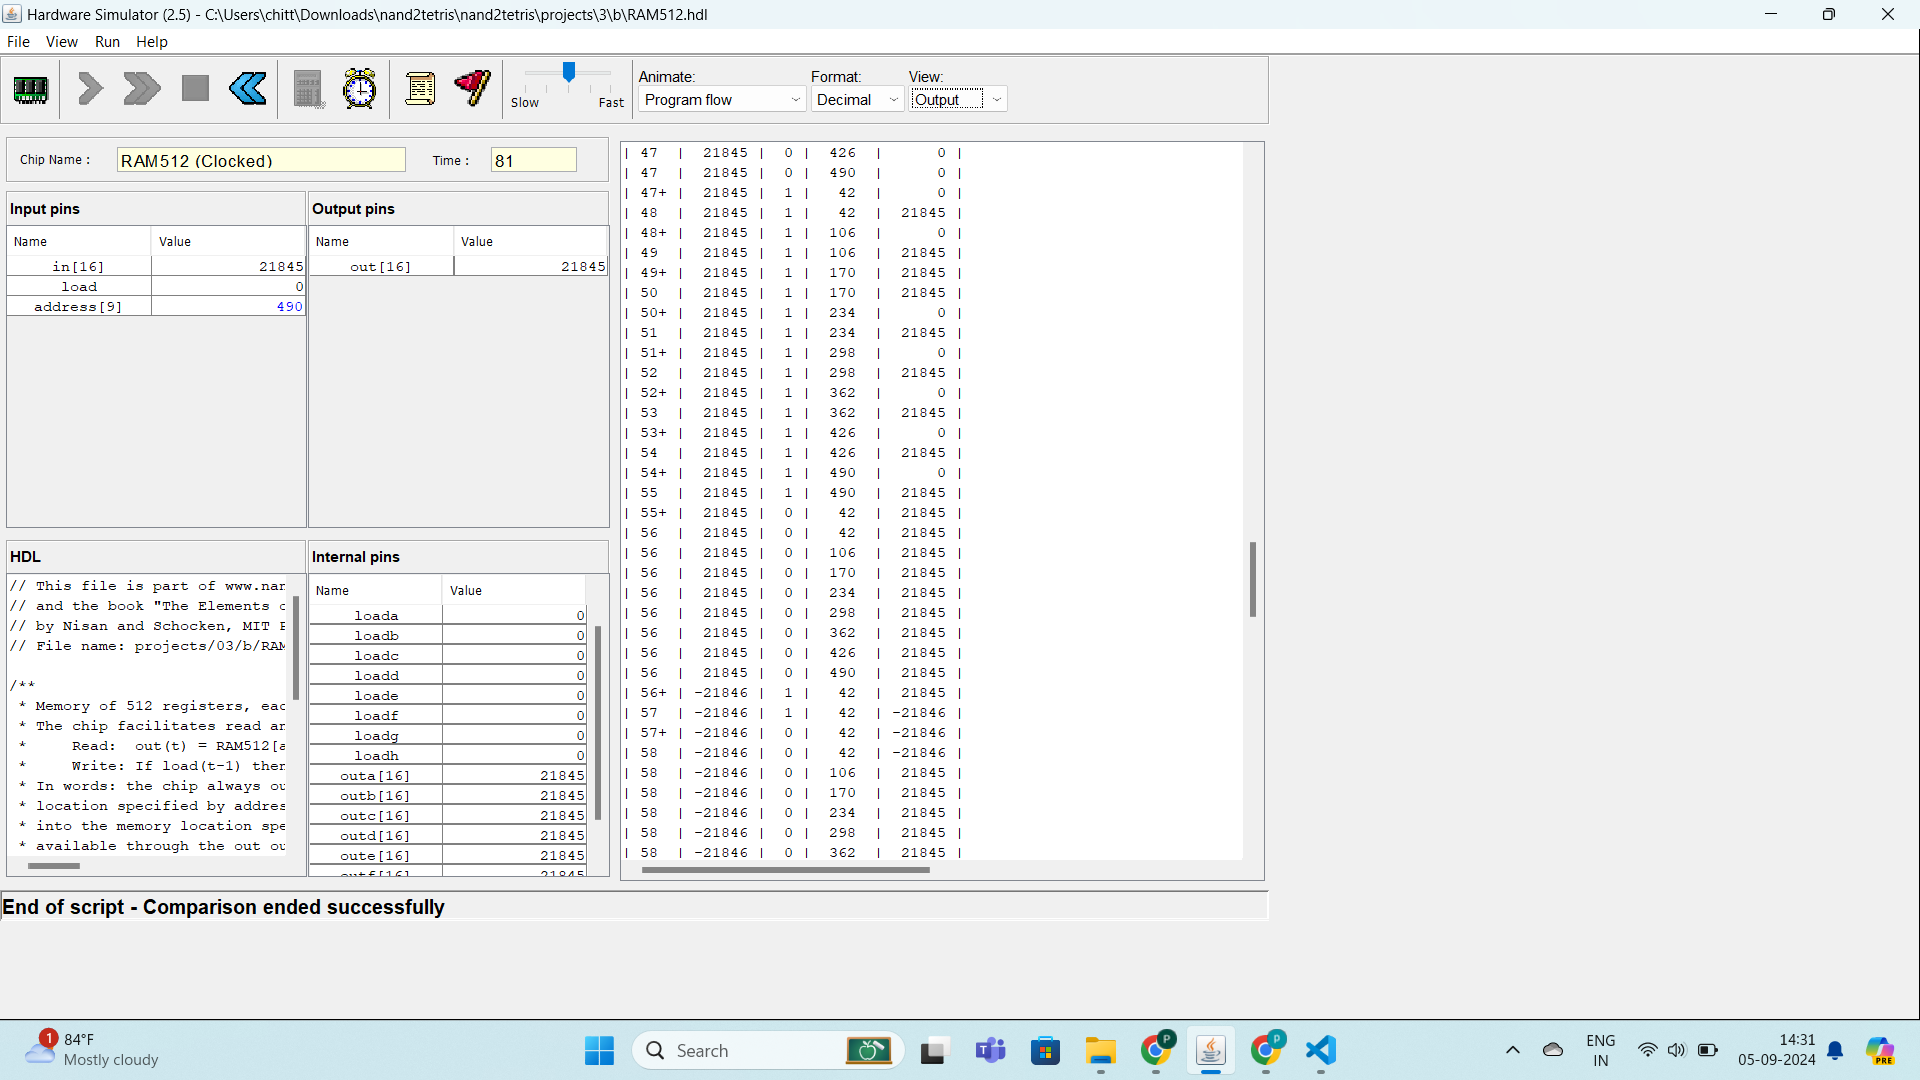 Hardware Simulator (2.5) - C:\Users\chitt\Downloads\nand2tetris\nand2tetris\projects\3\b\RAM512.hdl
File View Run Help
Slow Fast
Animate: Format: View:
Program flow Decimal Output
Chip Name : RAM512 (Clocked) Time : 81
Input pins
Name Value
in[16] 21845
load 0
address[9] 490
Output pins
Name Value
out[16] 21845
HDL
// This file is part of www.nan
// and the book "The Elements o
// by Nisan and Schocken, MIT P
// File name: projects/03/b/RAM
/**
* Memory of 512 registers, eac
* The chip facilitates read an
* Read: out(t) = RAM512[a
* Write: If load(t-1) then
* In words: the chip always ou
* location specified by addres
* into the memory location spe
* available through the out ou
Internal pins
Name Value
loada 0
loadb 0
loadc 0
loadd 0
loade 0
loadf 0
loadg 0
loadh 0
outa[16] 21845
outb[16] 21845
outc[16] 21845
outd[16] 21845
oute[16] 21845
outf[16] 21845
| 47 | 21845 | 0 | 426 | 0 |
| 47 | 21845 | 0 | 490 | 0 |
| 47+ | 21845 | 1 | 42 | 0 |
| 48 | 21845 | 1 | 42 | 21845 |
| 48+ | 21845 | 1 | 106 | 0 |
| 49 | 21845 | 1 | 106 | 21845 |
| 49+ | 21845 | 1 | 170 | 21845 |
| 50 | 21845 | 1 | 170 | 21845 |
| 50+ | 21845 | 1 | 234 | 0 |
| 51 | 21845 | 1 | 234 | 21845 |
| 51+ | 21845 | 1 | 298 | 0 |
| 52 | 21845 | 1 | 298 | 21845 |
| 52+ | 21845 | 1 | 362 | 0 |
| 53 | 21845 | 1 | 362 | 21845 |
| 53+ | 21845 | 1 | 426 | 0 |
| 54 | 21845 | 1 | 426 | 21845 |
| 54+ | 21845 | 1 | 490 | 0 |
| 55 | 21845 | 1 | 490 | 21845 |
| 55+ | 21845 | 0 | 42 | 21845 |
| 56 | 21845 | 0 | 42 | 21845 |
| 56 | 21845 | 0 | 106 | 21845 |
| 56 | 21845 | 0 | 170 | 21845 |
| 56 | 21845 | 0 | 234 | 21845 |
| 56 | 21845 | 0 | 298 | 21845 |
| 56 | 21845 | 0 | 362 | 21845 |
| 56 | 21845 | 0 | 426 | 21845 |
| 56 | 21845 | 0 | 490 | 21845 |
| 56+ | -21846 | 1 | 42 | 21845 |
| 57 | -21846 | 1 | 42 | -21846 |
| 57+ | -21846 | 0 | 42 | -21846 |
| 58 | -21846 | 0 | 42 | -21846 |
| 58 | -21846 | 0 | 106 | 21845 |
| 58 | -21846 | 0 | 170 | 21845 |
| 58 | -21846 | 0 | 234 | 21845 |
| 58 | -21846 | 0 | 298 | 21845 |
| 58 | -21846 | 0 | 362 | 21845 |
End of script - Comparison ended successfully
1
84°F
Mostly cloudy
Search
P
P
ENG
IN
14:31
05-09-2024
PRE